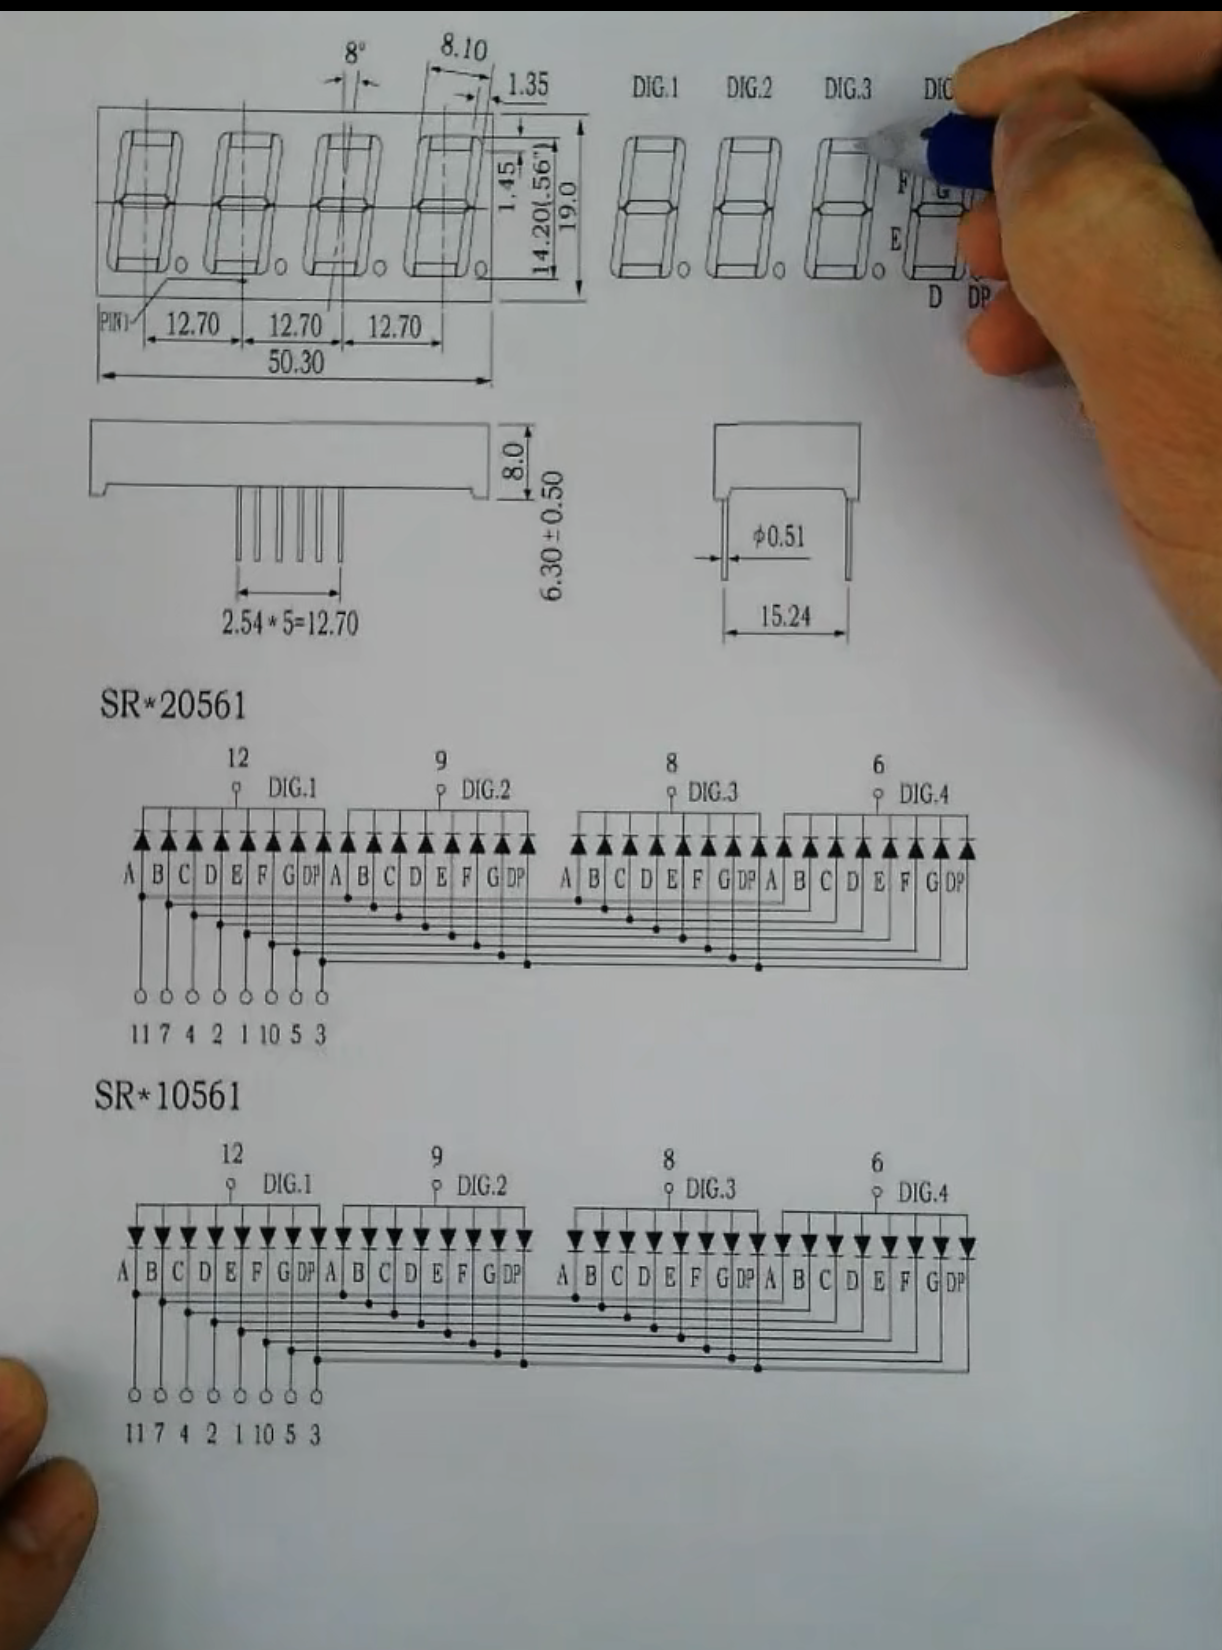 8°
8.10
1.35
DIG.1 DIG.2 DIG.3
1.45
14.20(.56")
19.0
F G
E
D DP
PIN1
12.70 12.70 12.70
50.30
8.0
6.30±0.50
ϕ0.51
2.54*5=12.70
15.24
SR*20561
12 9 8 6
DIG.1 DIG.2 DIG.3 DIG.4
A B C D E F G DP A B C D E F G DP A B C D E F G DP A B C D E F G DP
11 7 4 2 1 10 5 3
SR*10561
12 9 8 6
DIG.1 DIG.2 DIG.3 DIG.4
A B C D E F G DP A B C D E F G DP A B C D E F G DP A B C D E F G DP
11 7 4 2 1 10 5 3